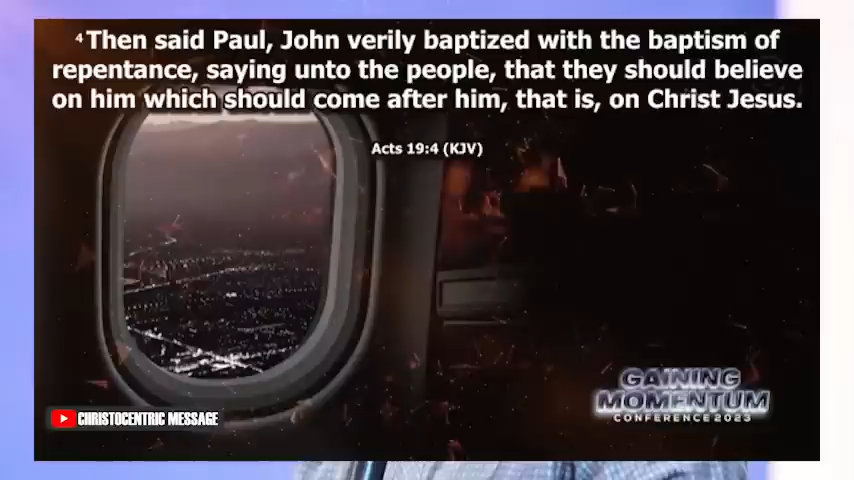 4 Then said Paul, John verily baptized with the baptism of
repentance, saying unto the people, that they should believe
on him which should come after him, that is, on Christ Jesus.
Acts 19:4 (KJV)
GAINING
MOMENTUM
CONFERENCE 2023
CHRISTOCENTRIC MESSAGE